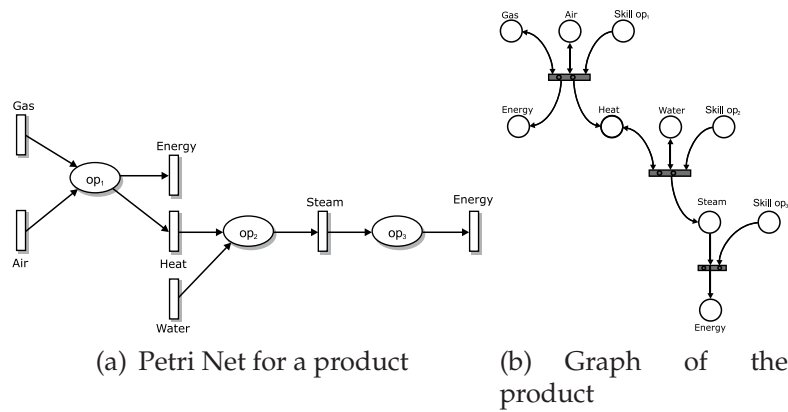 Gas
Energy
op₁
Air
Heat
Water
op₂
Steam
op₃
Energy
(a) Petri Net for a product
Gas
Air
Skill op₁
Energy
Heat
Water
Skill op₂
Steam
Skill op₃
Energy
(b) Graph of the
product